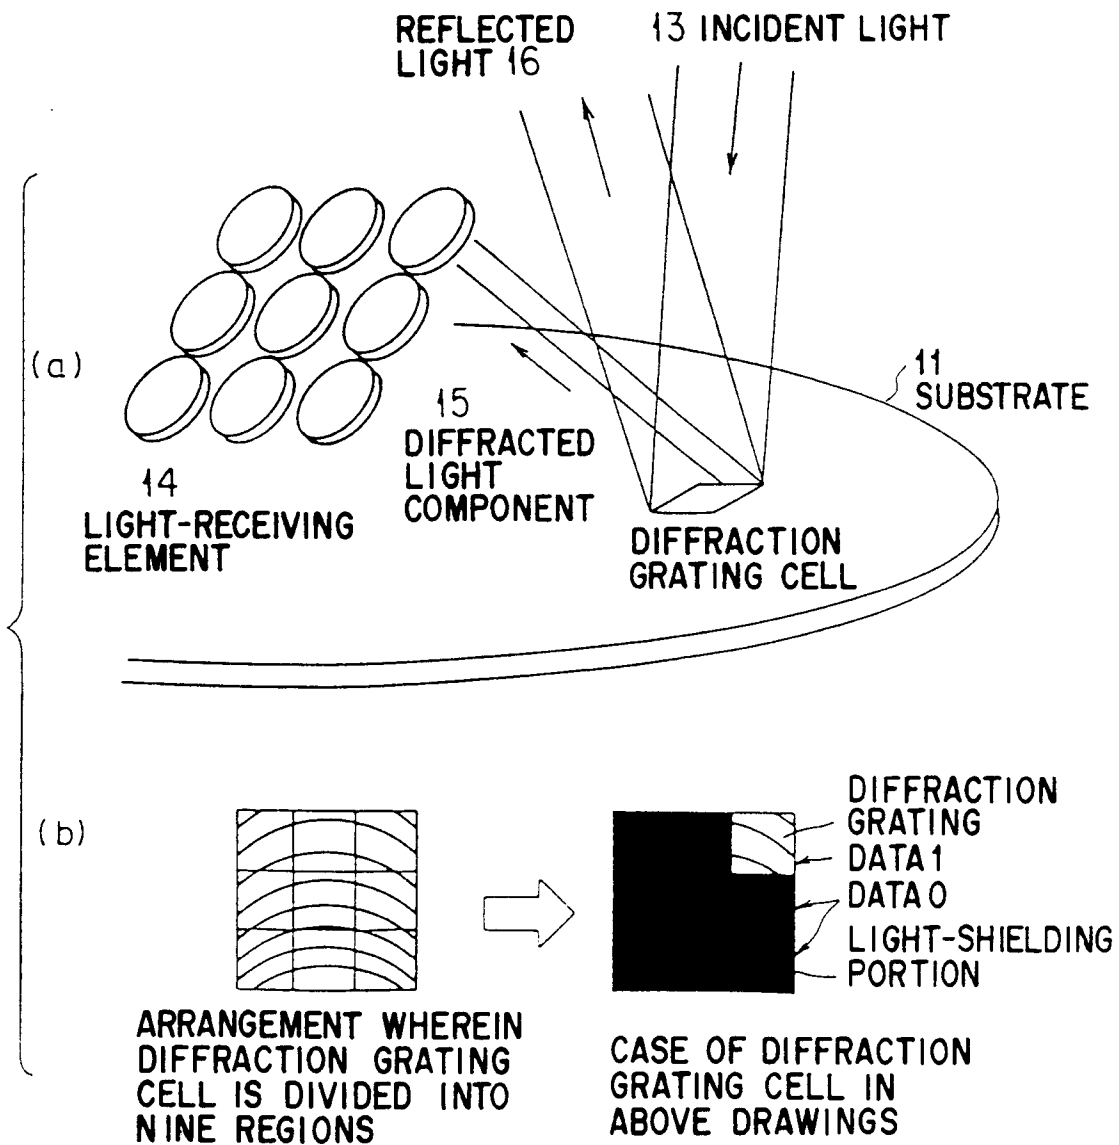 REFLECTED
LIGHT 16
13 INCIDENT LIGHT
(a)
11
SUBSTRATE
15
DIFFRACTED
LIGHT
COMPONENT
14
LIGHT-RECEIVING
ELEMENT
DIFFRACTION
GRATING CELL
(b)
DIFFRACTION
GRATING
DATA 1
DATA 0
LIGHT-SHIELDING
PORTION
ARRANGEMENT WHEREIN
DIFFRACTION GRATING
CELL IS DIVIDED INTO
NINE REGIONS
CASE OF DIFFRACTION
GRATING CELL IN
ABOVE DRAWINGS